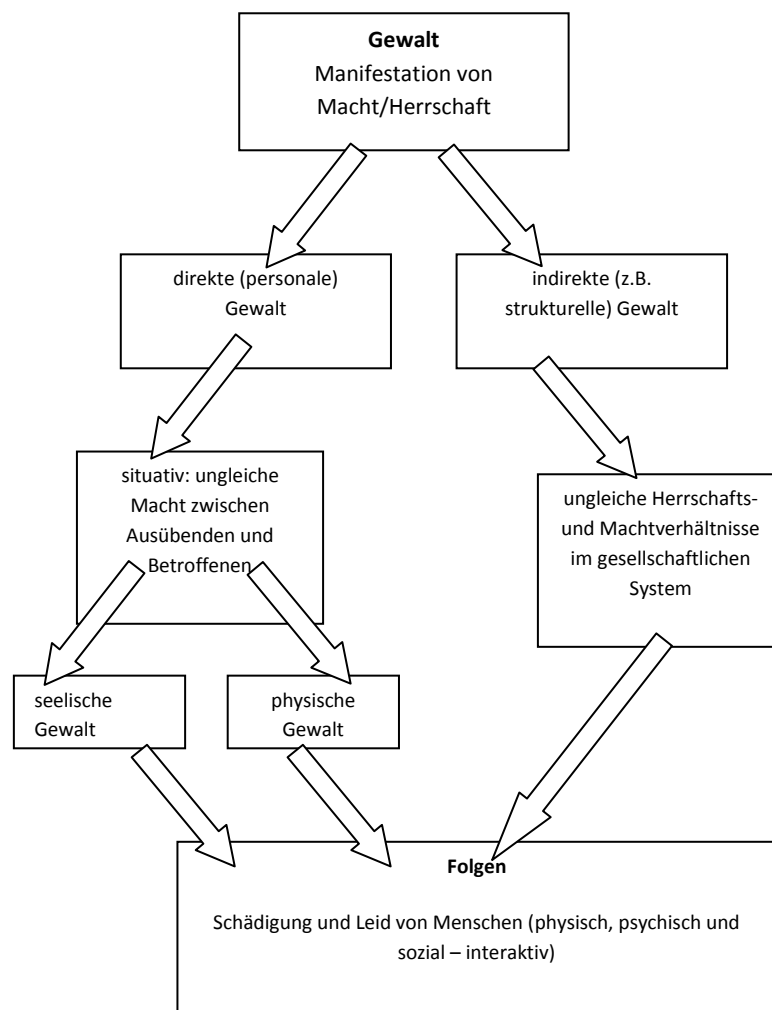 Gewalt
Manifestation von
Macht/Herrschaft
direkte (personale)
Gewalt
indirekte (z.B.
strukturelle) Gewalt
situativ: ungleiche
Macht zwischen
Ausübenden und
Betroffenen
ungleiche Herrschafts-
und Machtverhältnisse
im gesellschaftlichen
System
seelische
Gewalt
physische
Gewalt
Folgen
Schädigung und Leid von Menschen (physisch, psychisch und
sozial – interaktiv)